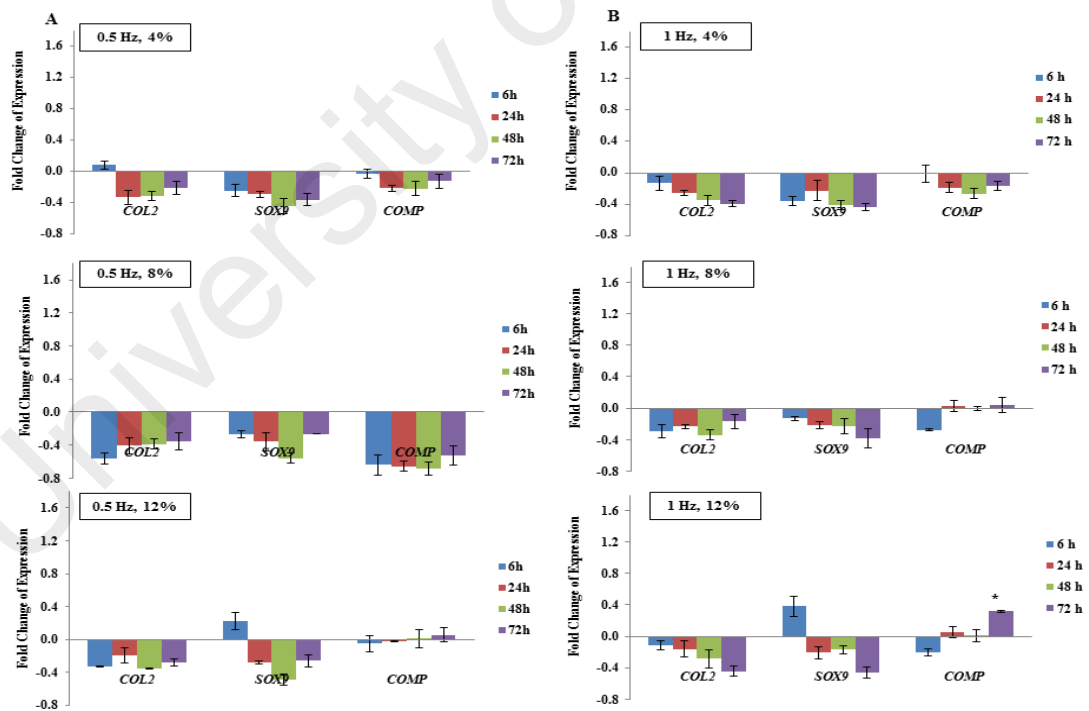 A
0.5 Hz, 4%
Fold Change of Expression
1.6
1.2
0.8
0.4
0.0
-0.4
-0.8
COL2
SOX9
COMP
6h
24h
48h
72h
0.5 Hz, 8%
Fold Change of Expression
1.6
1.2
0.8
0.4
0.0
-0.4
-0.8
COL2
SOX9
COMP
6h
24h
48h
72h
0.5 Hz, 12%
Fold Change of Expression
1.6
1.2
0.8
0.4
0.0
-0.4
-0.8
COL2
SOX9
COMP
6h
24h
48h
72h
B
1 Hz, 4%
Fold Change of Expression
1.6
1.2
0.8
0.4
0.0
-0.4
-0.8
COL2
SOX9
COMP
6 h
24 h
48 h
72 h
1 Hz, 8%
Fold Change of Expression
1.6
1.2
0.8
0.4
0.0
-0.4
-0.8
COL2
SOX9
COMP
6 h
24 h
48 h
72 h
1 Hz, 12%
Fold Change of Expression
1.6
1.2
0.8
0.4
0.0
-0.4
-0.8
COL2
SOX9
COMP
*
6 h
24 h
48 h
72 h
University of